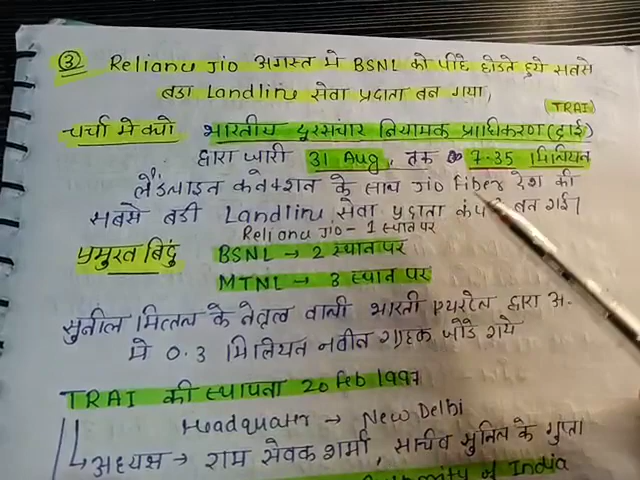 ③ Reliance Jio अगस्त मे BSNL को पीछे छोडते हुये सबसे
बडा Landline सेवा प्रदाता बन गया,
(TRAI)
चर्चा मे क्यो भारतीय दूरसंचार नियामक प्राधिकरण (ट्राई)
द्वारा जारी 31 Aug, तक 7.35 मिलियन
लैंडलाइन कनेक्शन के साथ Jio Fiber देश की
सबसे बडी Landline सेवा प्रदाता बन गई।
Reliance Jio - 1 स्थान पर
प्रमुख बिंदु BSNL → 2 स्थान पर
MTNL → 3 स्थान पर
सुनील मित्तल के नेतृत्व वाली भारती एयरटेल द्वारा
मे 0.3 मिलियन नवीन ग्राहक जोडे गये
TRAI की स्थापना 20 Feb 1997
Headquater → New Delhi
अध्यक्ष → राम सेवक शर्मा, सचिव सुनिल के गुप्ता
of India